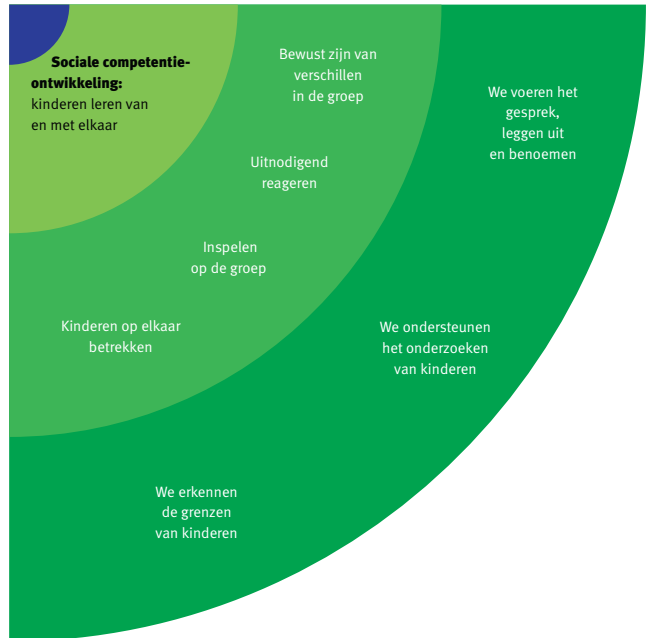 Sociale competentie-
ontwikkeling:
kinderen leren van
en met elkaar
Bewust zijn van
verschillen
in de groep
Uitnodigend
reageren
Inspelen
op de groep
Kinderen op elkaar
betrekken
We voeren het
gesprek,
leggen uit
en benoemen
We ondersteunen
het onderzoeken
van kinderen
We erkennen
de grenzen
van kinderen